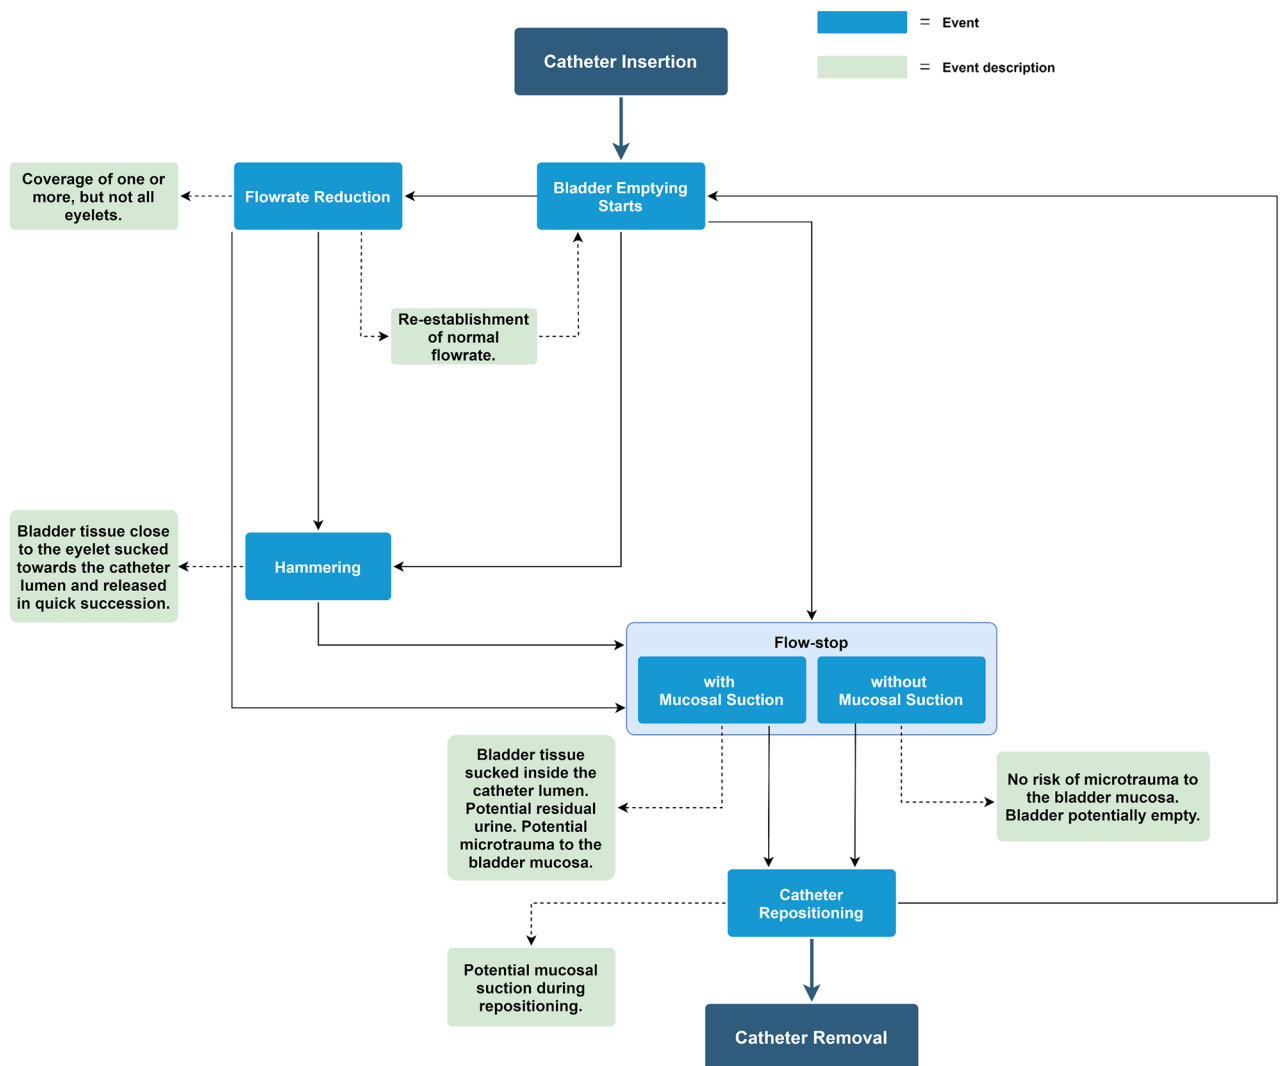 = Event
Catheter Insertion
= Event description
Coverage of one or
more, but not all
eyelets.
Flowrate Reduction
Bladder Emptying
Starts
Re-establishment
of normal
flowrate.
Bladder tissue close
to the eyelet sucked
towards the catheter
lumen and released
in quick succession.
Hammering
Flow-stop
with
Mucosal Suction
without
Mucosal Suction
Bladder tissue
sucked inside the
catheter lumen.
Potential residual
urine. Potential
microtrauma to the
bladder mucosa.
No risk of microtrauma to
the bladder mucosa.
Bladder potentially empty.
Catheter
Repositioning
Potential mucosal
suction during
repositioning.
Catheter Removal